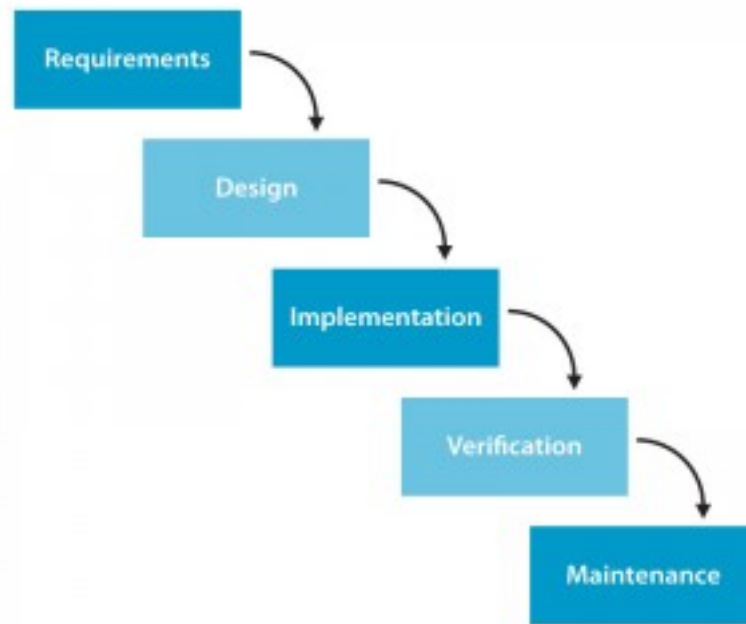 Requirements
Design
Implementation
Verification
Maintenance